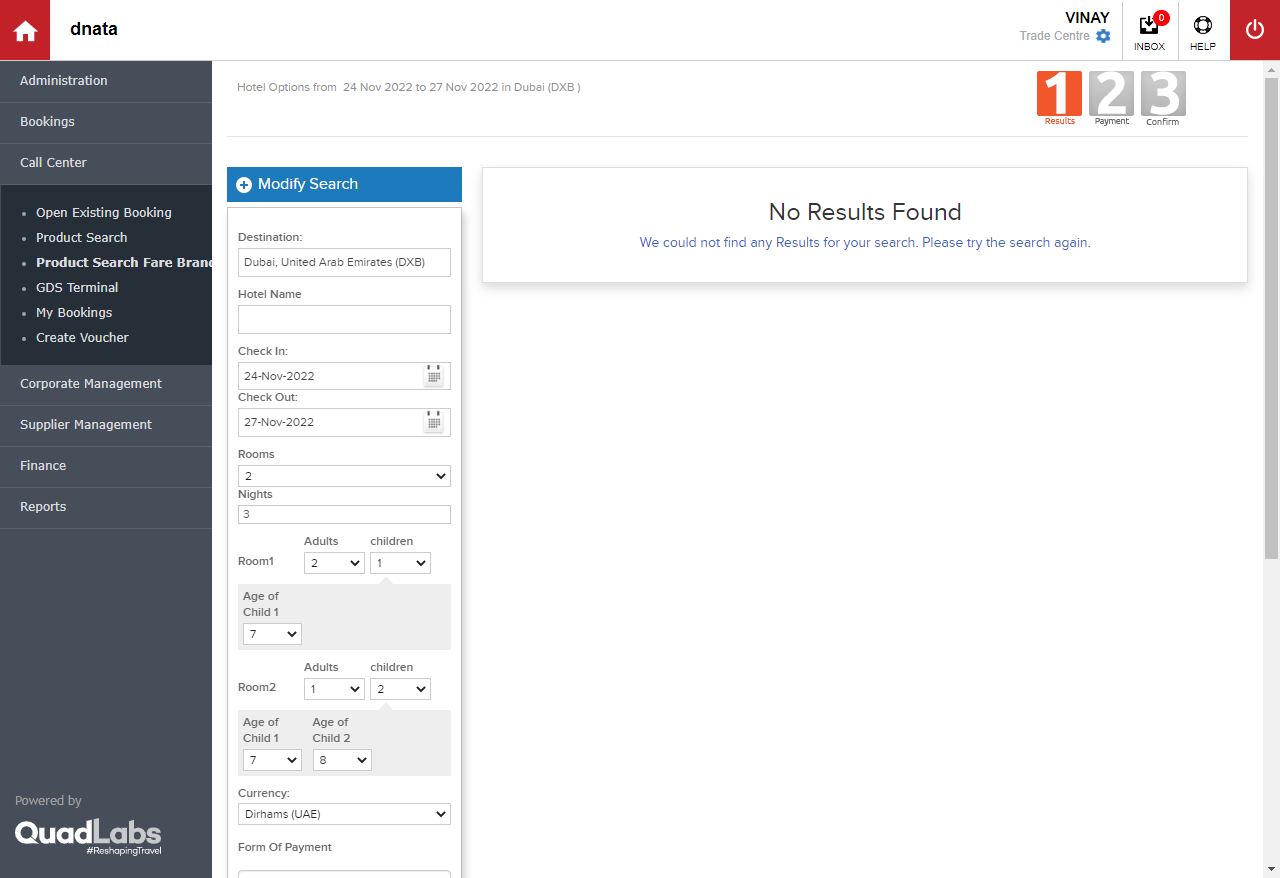 dnata
VINAY
Trade Centre
0
INBOX
HELP
Administration
Bookings
Call Center
Open Existing Booking
Product Search
Product Search Fare Brand
GDS Terminal
My Bookings
Create Voucher
Corporate Management
Supplier Management
Finance
Reports
Powered by
QuadLabs
#ReshapingTravel
Hotel Options from 24 Nov 2022 to 27 Nov 2022 in Dubai (DXB )
1 2 3
Results Payment Confirm
Modify Search
Destination:
Dubai, United Arab Emirates (DXB)
Hotel Name
Check In:
24-Nov-2022
Check Out:
27-Nov-2022
Rooms
2
Nights
3
Adults children
Room1 2 1
Age of
Child 1
7
Adults children
Room2 1 2
Age of Age of
Child 1 Child 2
7 8
Currency:
Dirhams (UAE)
Form Of Payment
No Results Found
We could not find any Results for your search. Please try the search again.